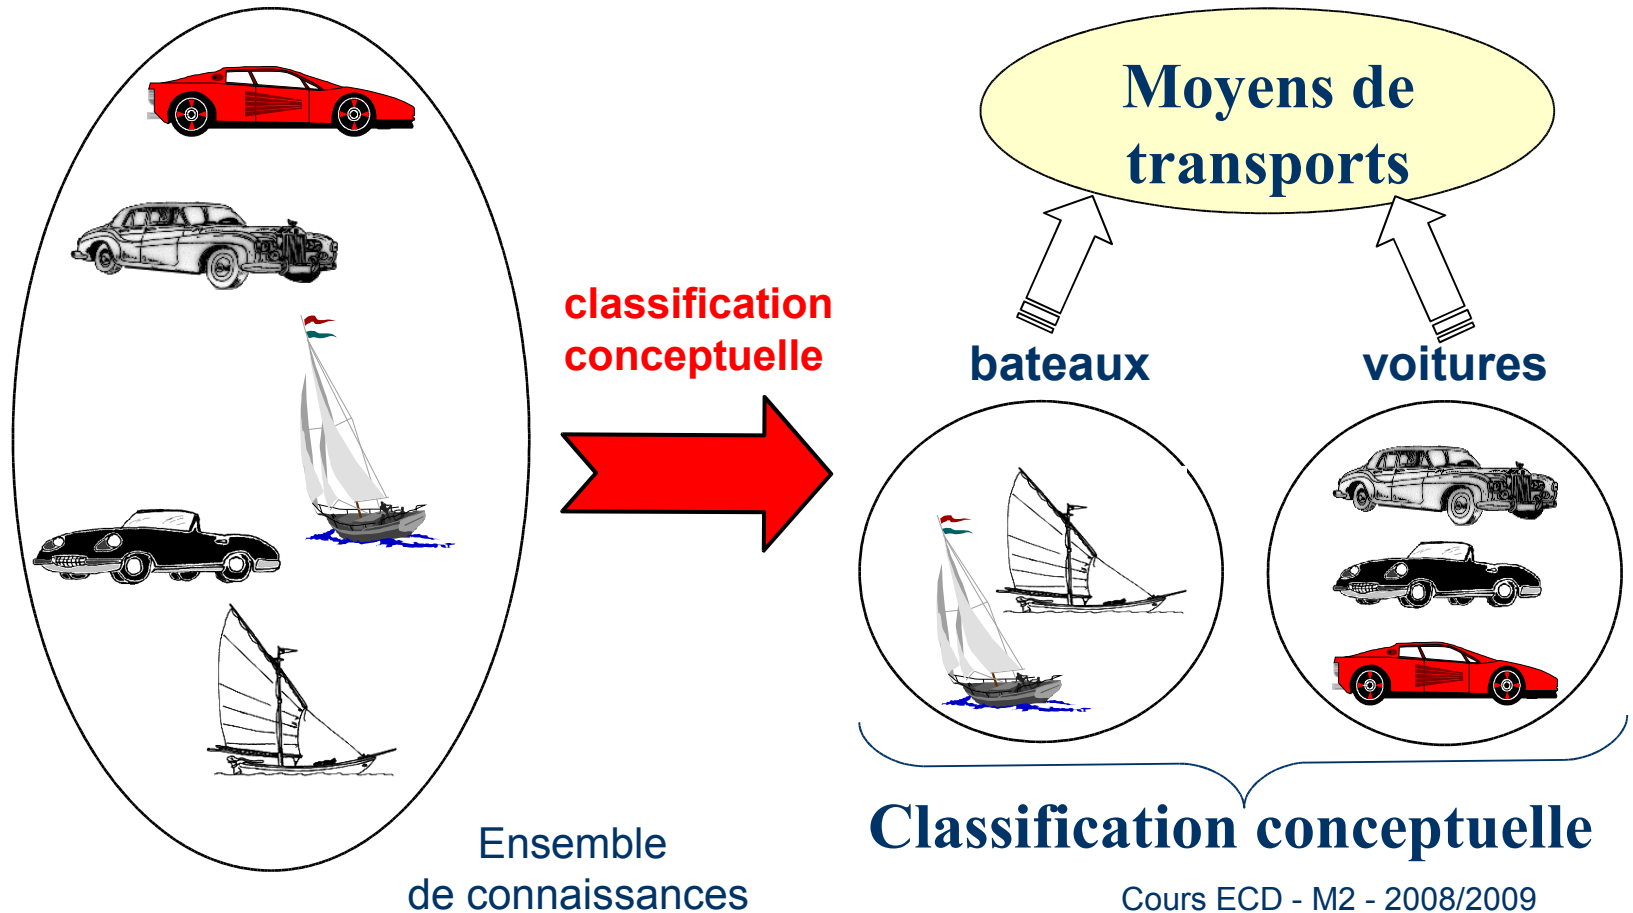 Moyens de
transports
classification
conceptuelle
bateaux
voitures
Classification conceptuelle
Ensemble
de connaissances
Cours ECD - M2 - 2008/2009